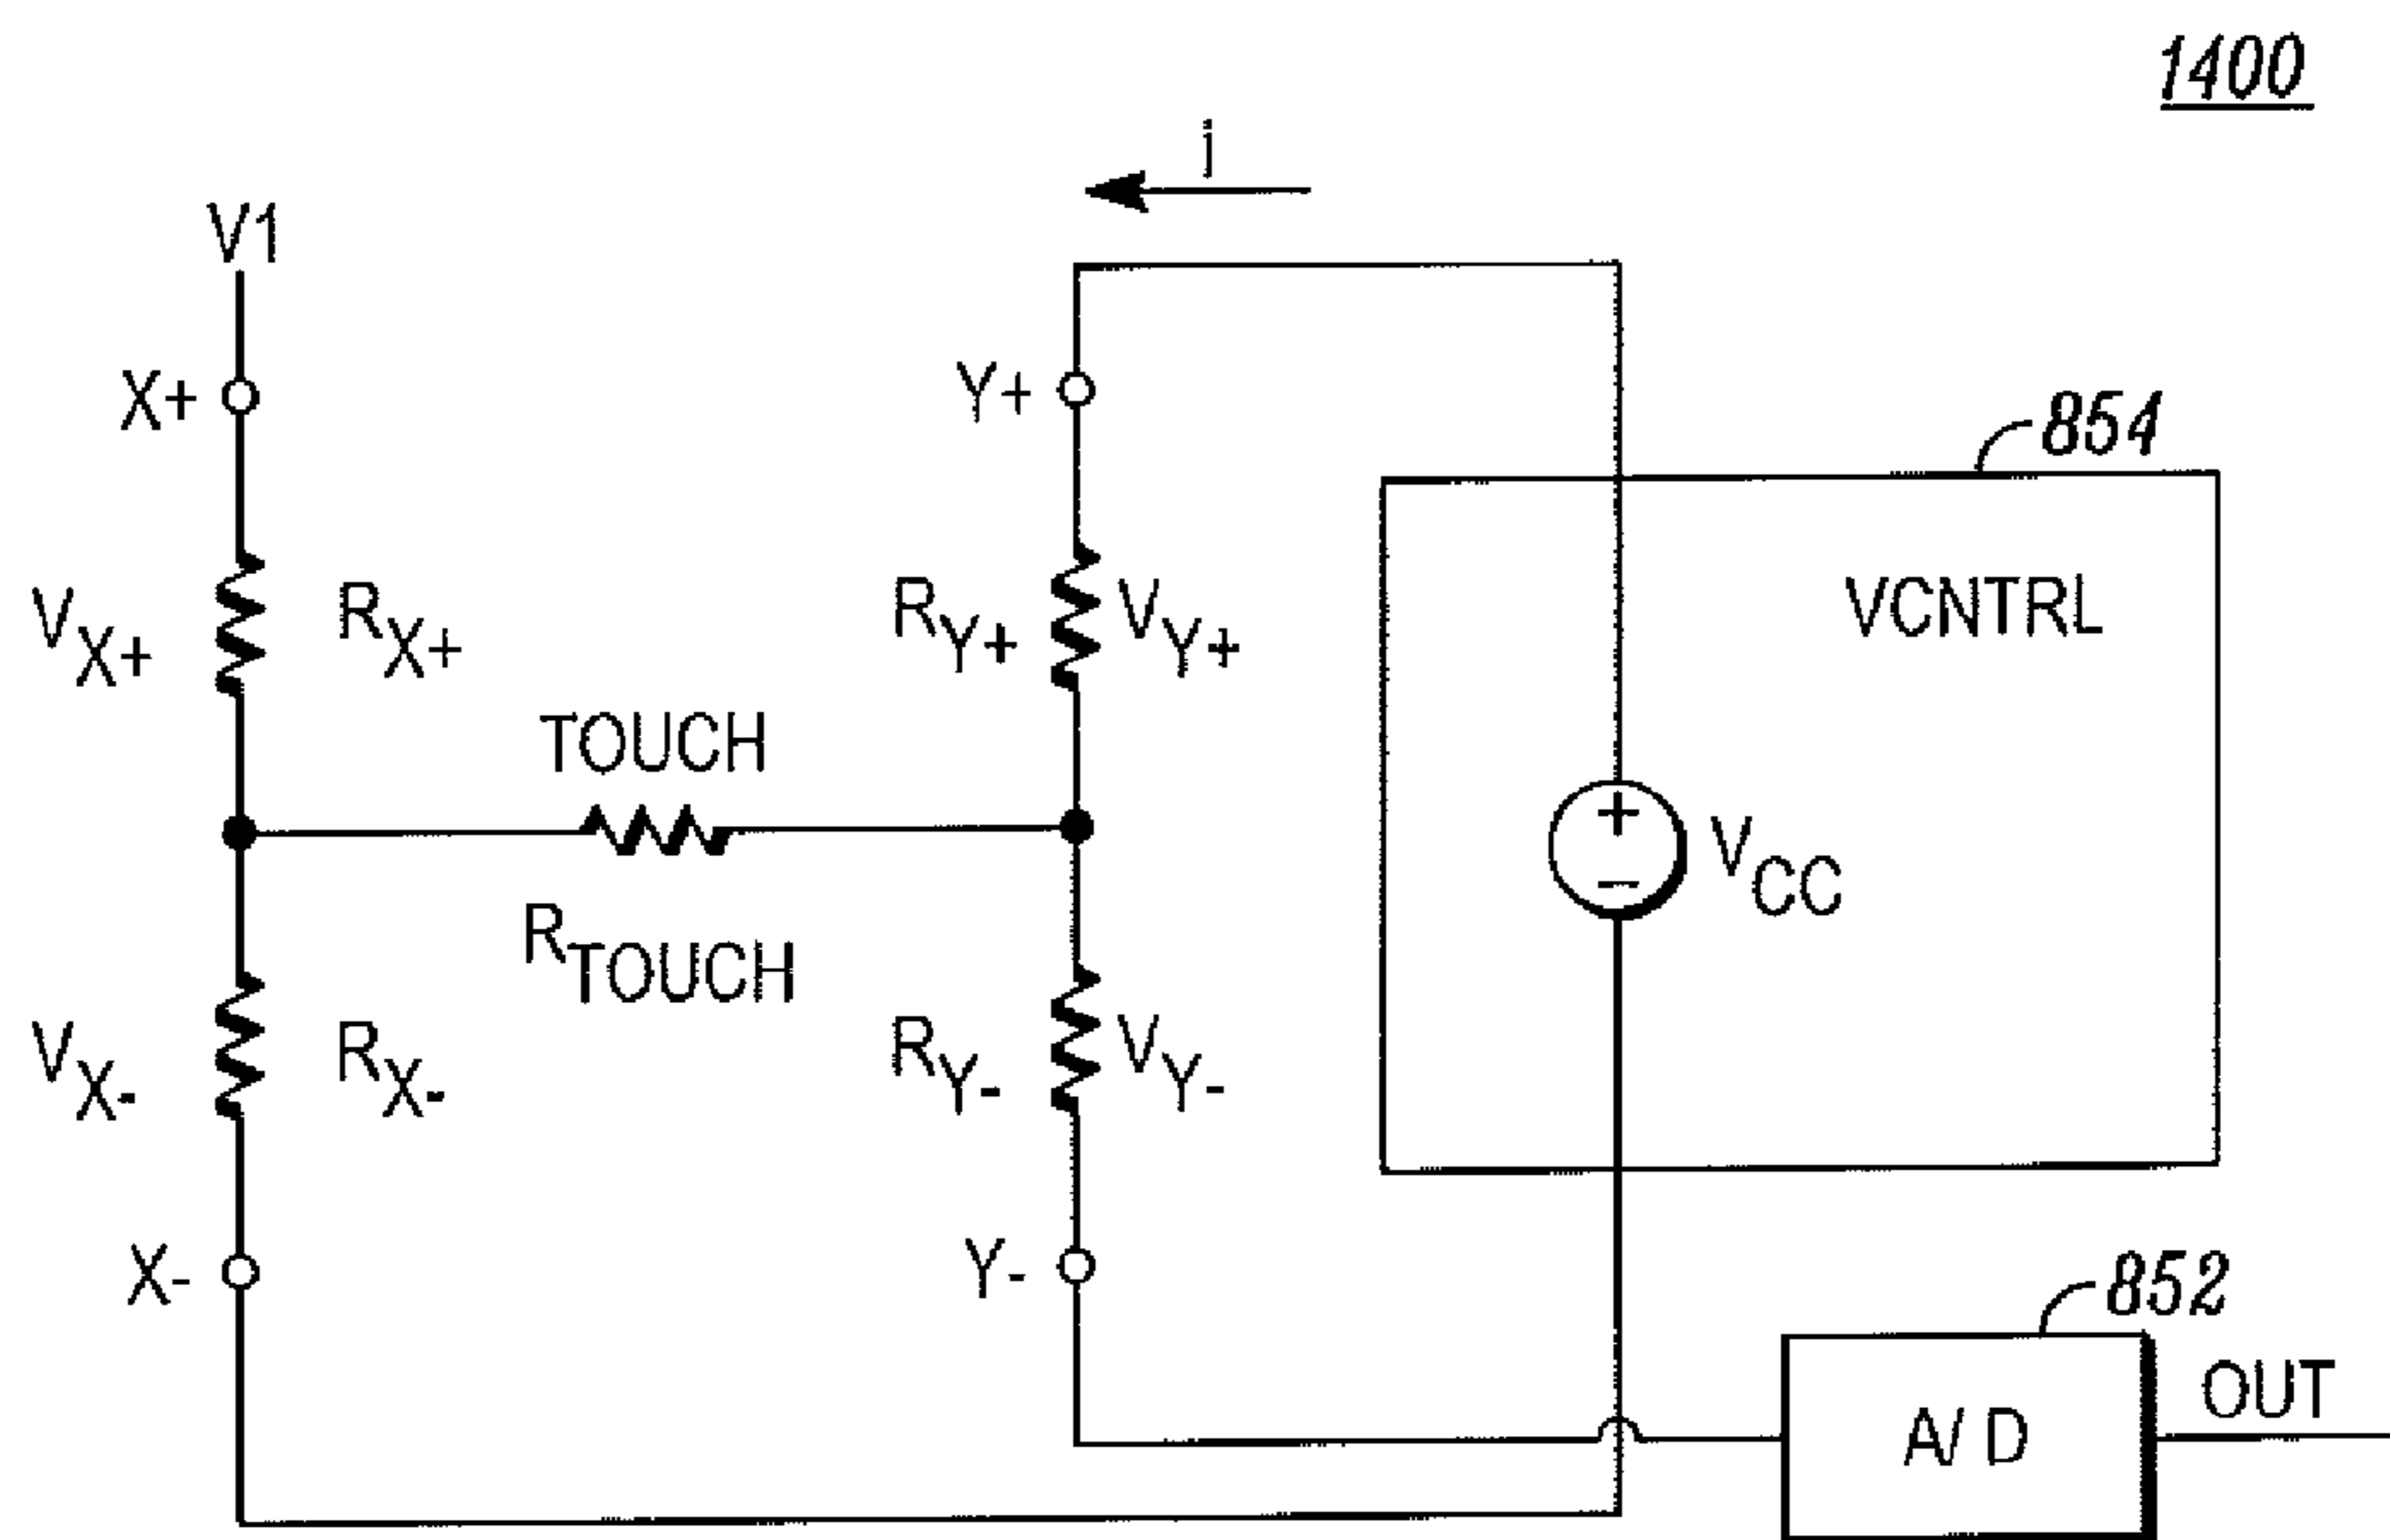 1400
i
V1
X+
Y+
854
VX+
RX+
RY+
VY+
VCNTRL
TOUCH
RTOUCH
+
-
VCC
VX-
RX-
RY-
VY-
X-
Y-
852
A/D
OUT